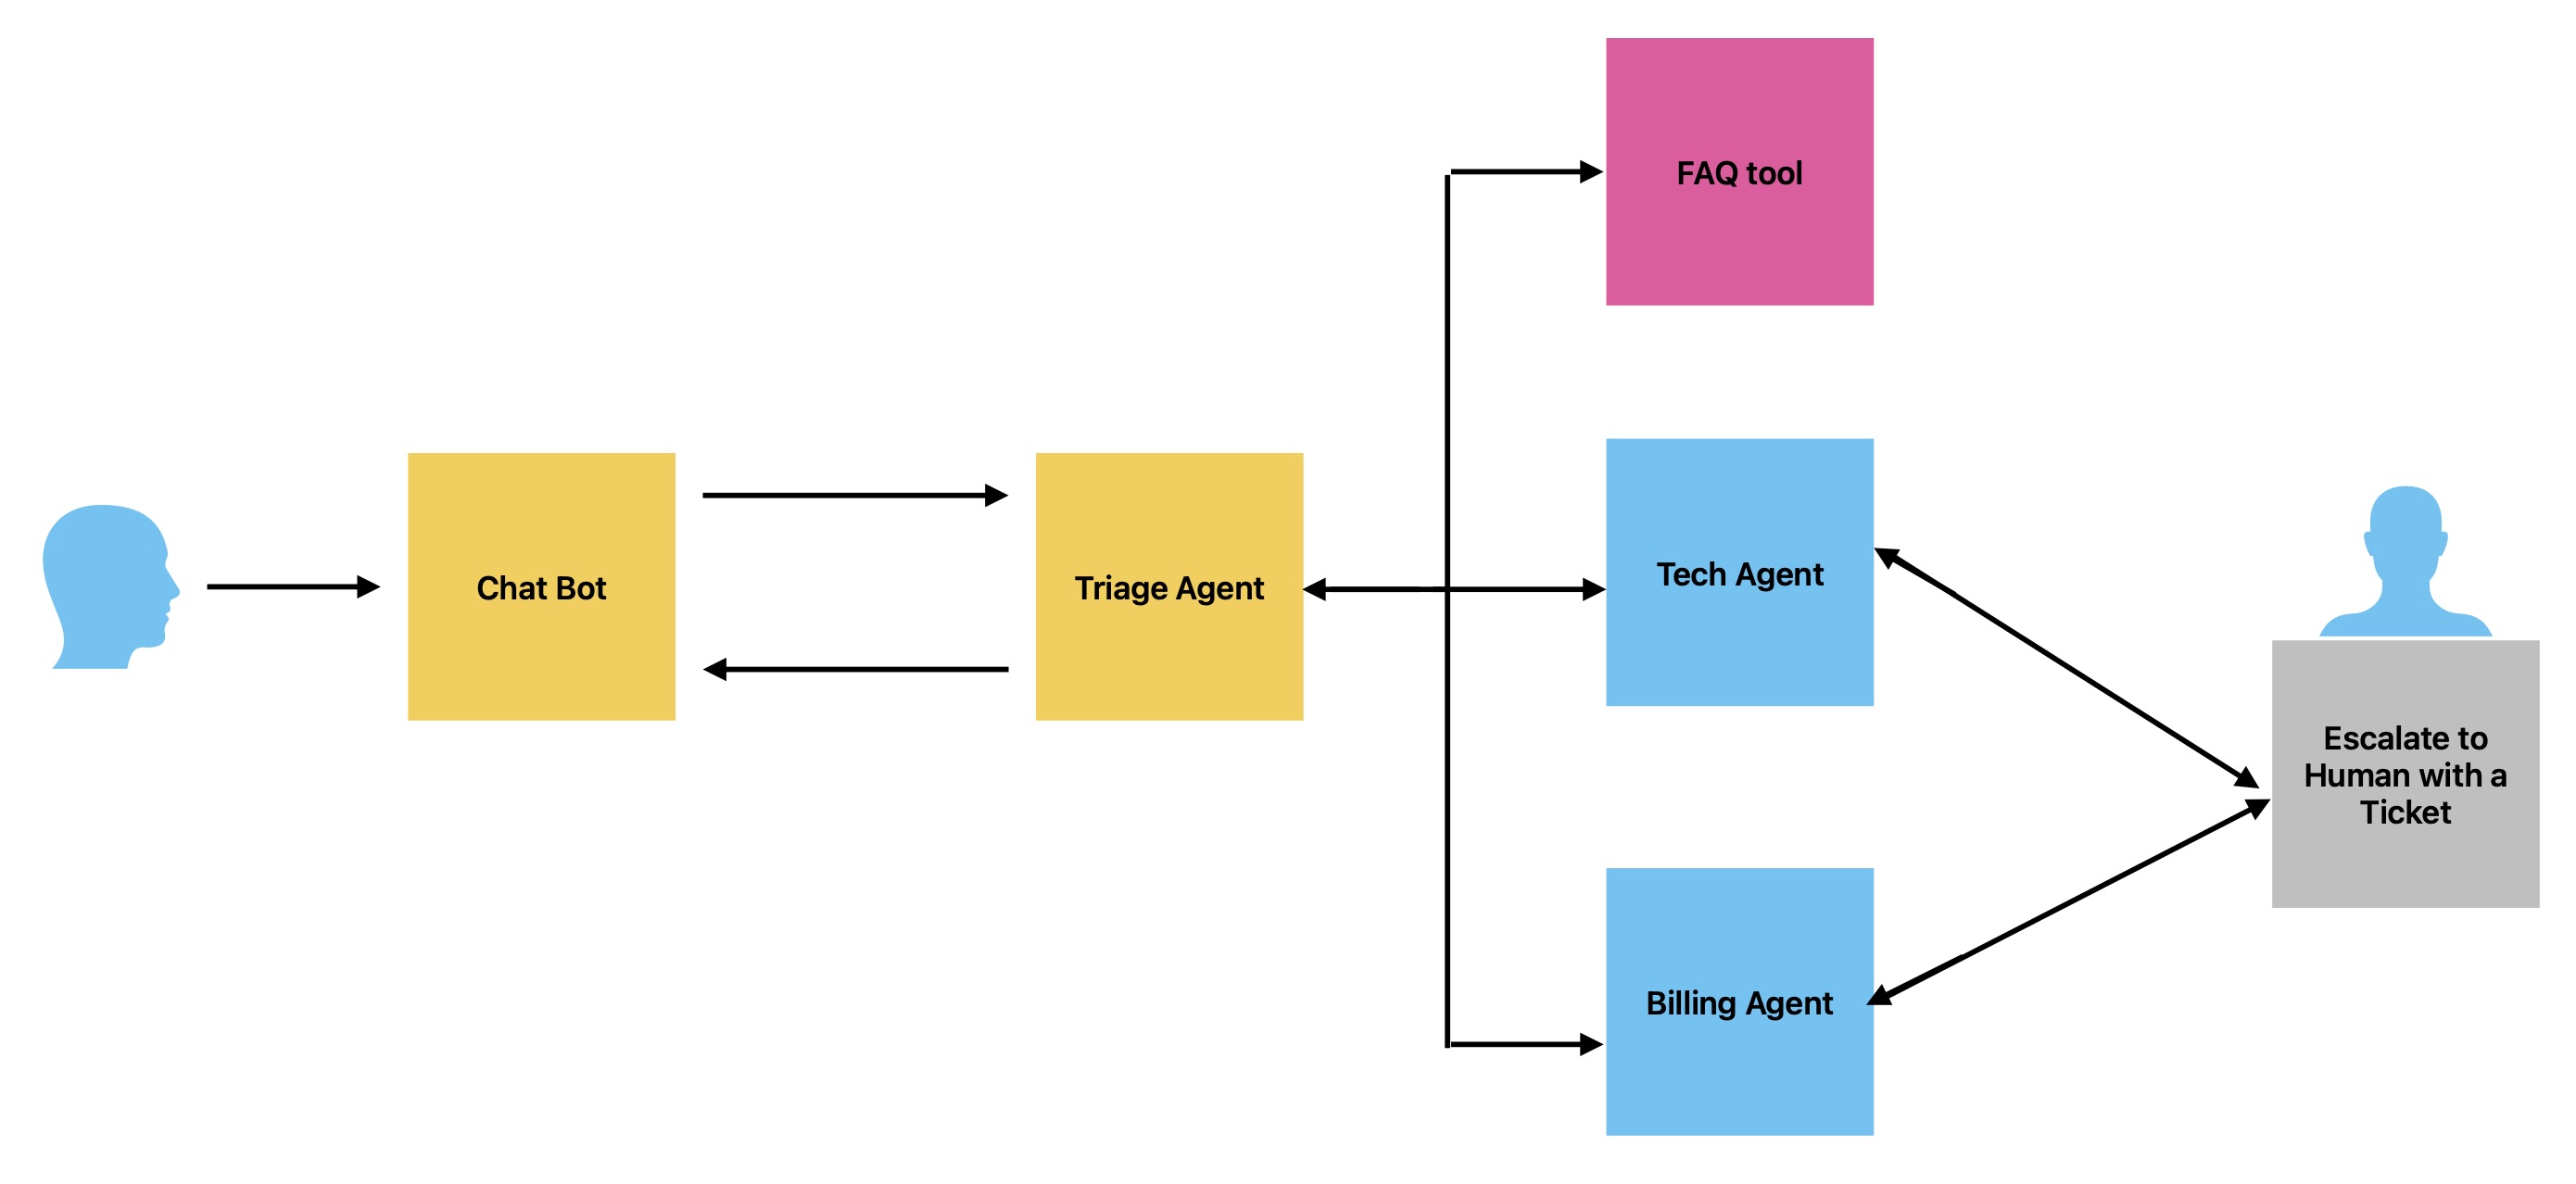 FAQ tool
Chat Bot
Triage Agent
Tech Agent
Escalate to
Human with a
Ticket
Billing Agent